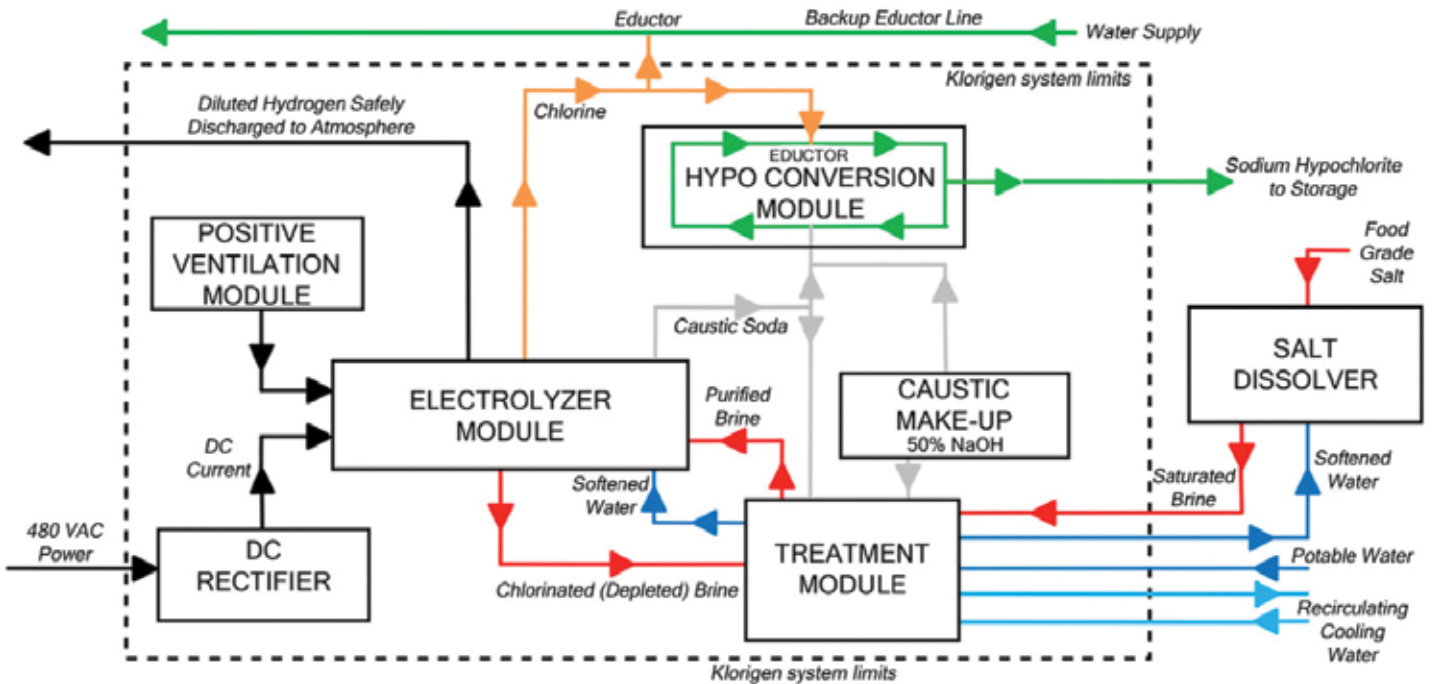 Eductor
Backup Eductor Line
Water Supply
Klorigen system limits
Diluted Hydrogen Safely
Discharged to Atmosphere
Chlorine
EDUCTOR
HYPO CONVERSION
MODULE
Sodium Hypochlorite
to Storage
POSITIVE
VENTILATION
MODULE
Food
Grade
Salt
Caustic Soda
SALT
DISSOLVER
ELECTROLYZER
MODULE
Purified
Brine
CAUSTIC
MAKE-UP
50% NaOH
DC
Current
Softened
Water
Saturated
Brine
Softened
Water
480 VAC
Power
DC
RECTIFIER
TREATMENT
MODULE
Potable Water
Chlorinated (Depleted) Brine
Recirculating
Cooling
Water
Klorigen system limits